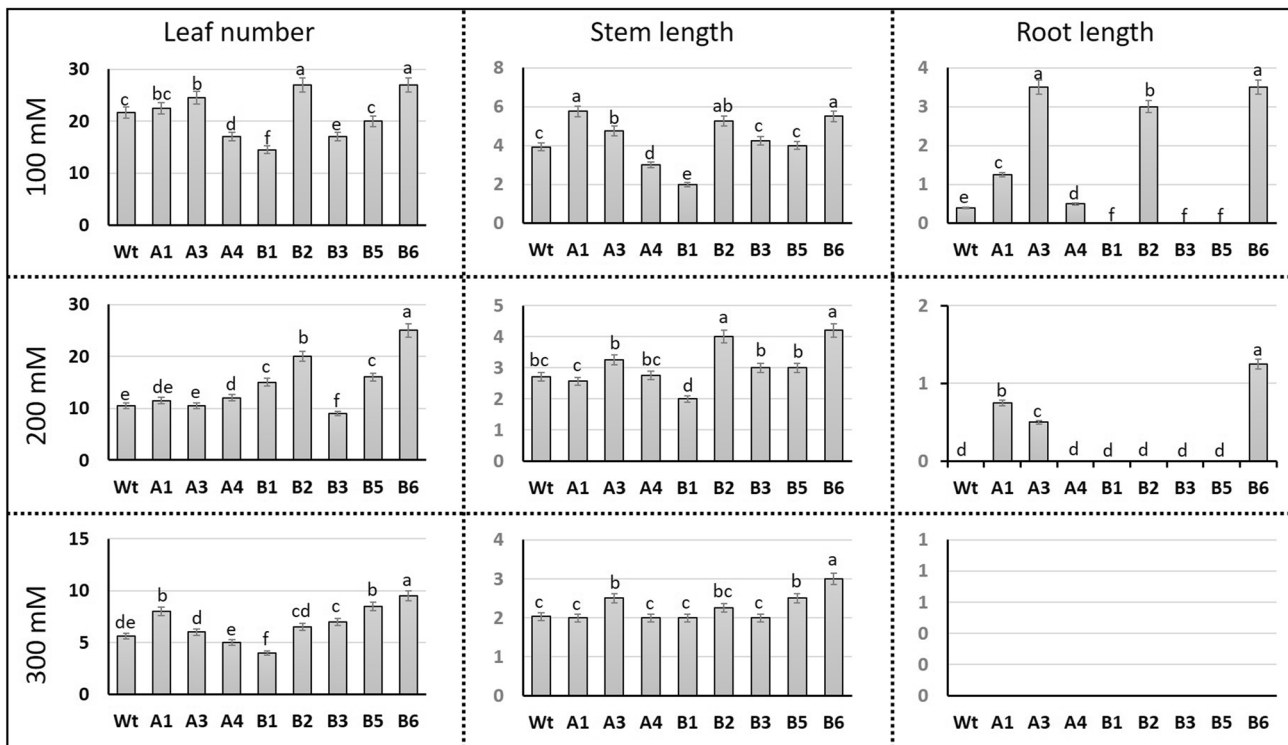 Leaf number
Stem length
Root length
100 mM
30
20
10
0
c bc b d f a e c a
Wt A1 A3 A4 B1 B2 B3 B5 B6
8
6
4
2
0
c a b d e ab c c a
Wt A1 A3 A4 B1 B2 B3 B5 B6
4
3
2
1
0
e c a d f b f f a
Wt A1 A3 A4 B1 B2 B3 B5 B6
200 mM
30
20
10
0
e de e d c b f c a
Wt A1 A3 A4 B1 B2 B3 B5 B6
5
4
3
2
1
0
bc c b bc d a b b a
Wt A1 A3 A4 B1 B2 B3 B5 B6
2
1
0
d b c d d d d d a
Wt A1 A3 A4 B1 B2 B3 B5 B6
300 mM
15
10
5
0
de b d e f cd c b a
Wt A1 A3 A4 B1 B2 B3 B5 B6
4
3
2
1
0
c c b c c bc c b a
Wt A1 A3 A4 B1 B2 B3 B5 B6
1
1
1
0
0
0
Wt A1 A3 A4 B1 B2 B3 B5 B6